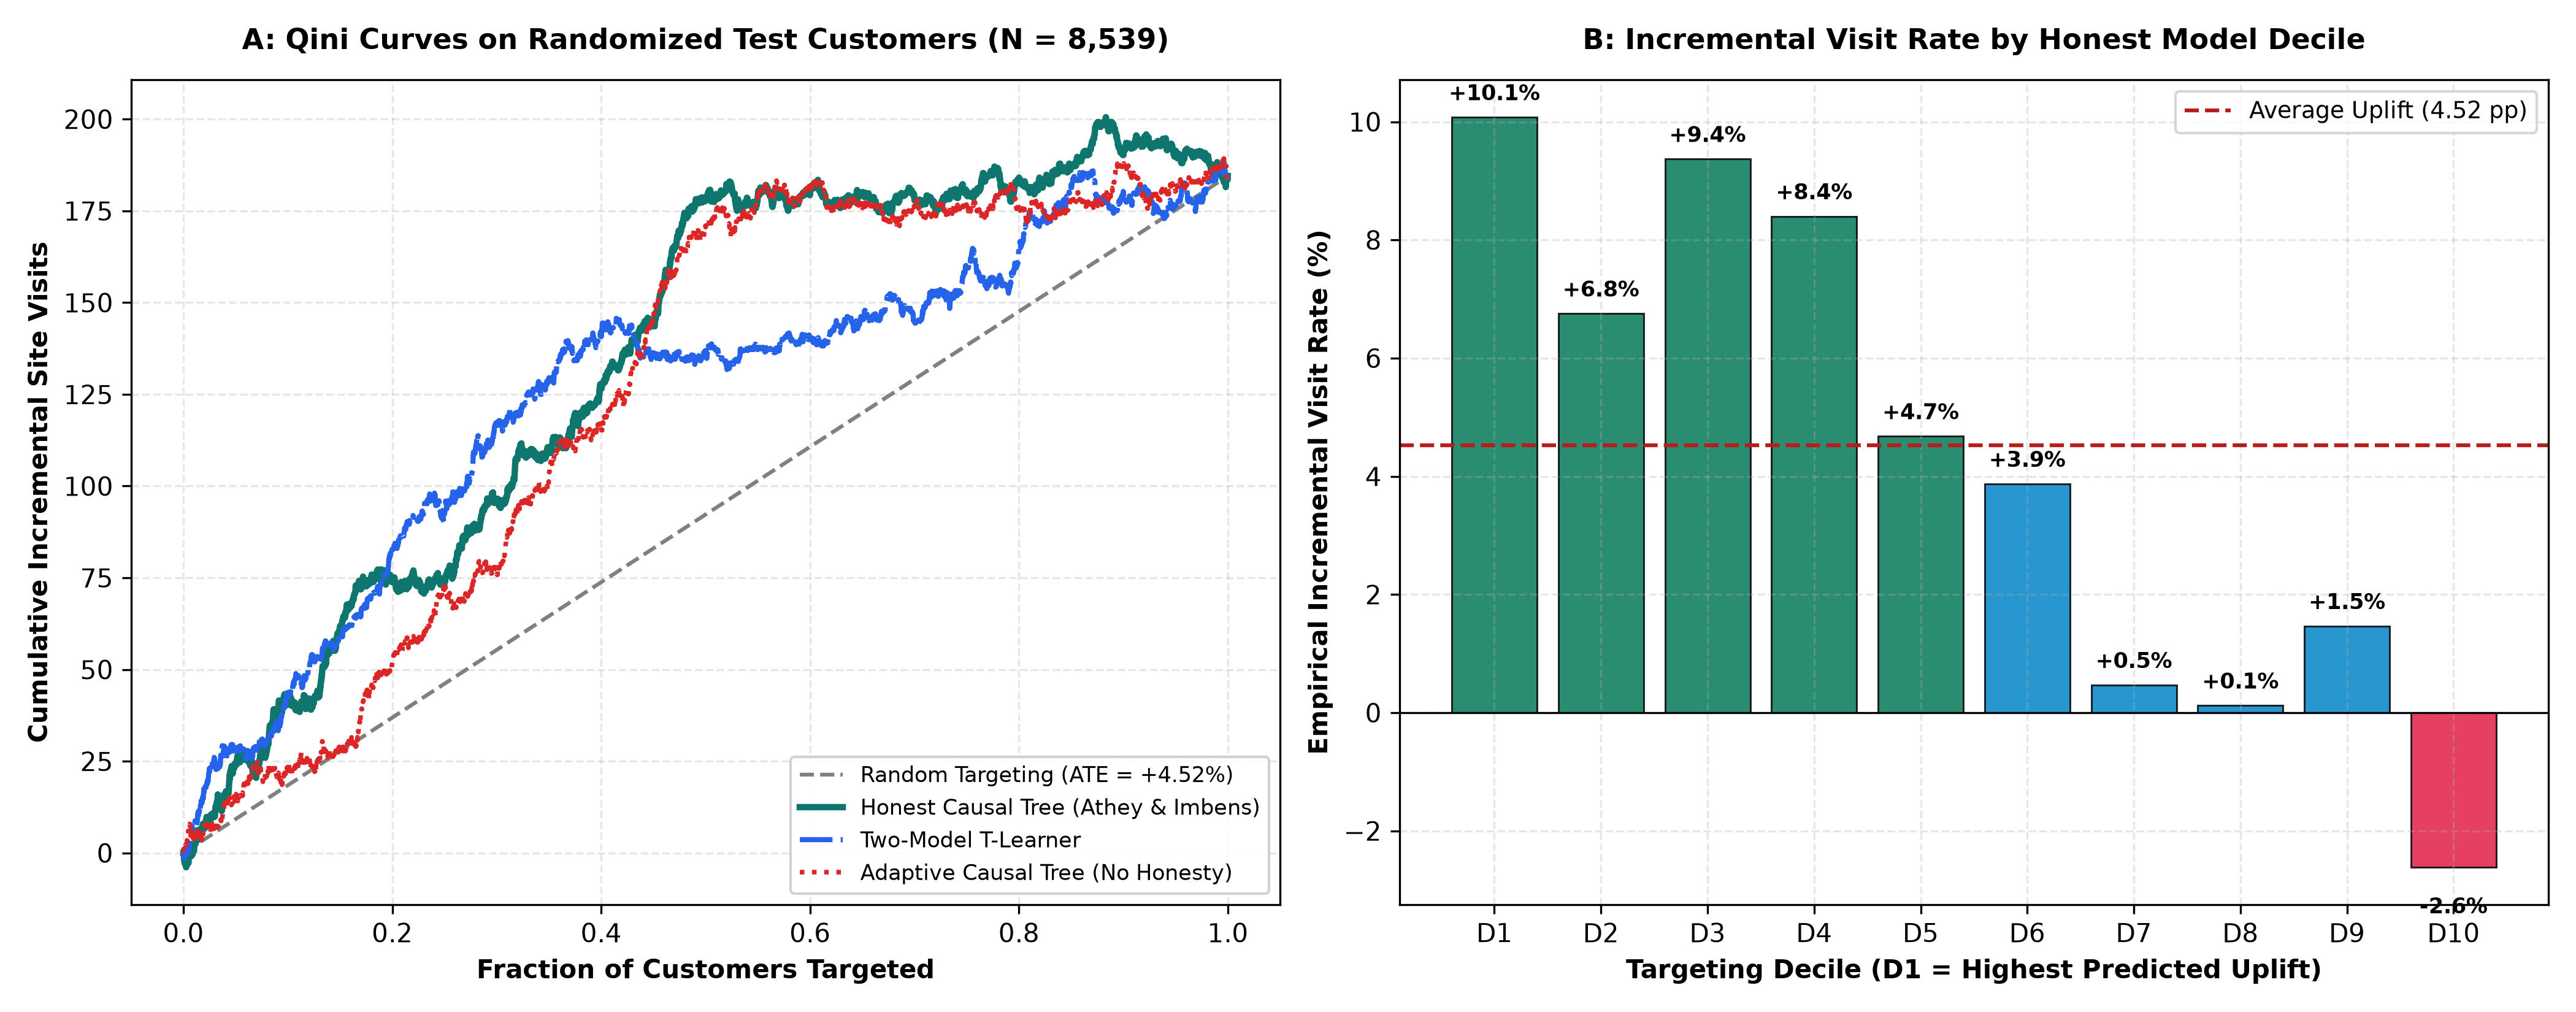 A: Qini Curves on Randomized Test Customers (N = 8,539)
Cumulative Incremental Site Visits
200
175
150
125
100
75
50
25
0
0.0 0.2 0.4 0.6 0.8 1.0
Fraction of Customers Targeted
Random Targeting (ATE = +4.52%)
Honest Causal Tree (Athey & Imbens)
Two-Model T-Learner
Adaptive Causal Tree (No Honesty)
B: Incremental Visit Rate by Honest Model Decile
Empirical Incremental Visit Rate (%)
10
8
6
4
2
0
−2
Average Uplift (4.52 pp)
+10.1%
+6.8%
+9.4%
+8.4%
+4.7%
+3.9%
+0.5%
+0.1%
+1.5%
-2.6%
D1 D2 D3 D4 D5 D6 D7 D8 D9 D10
Targeting Decile (D1 = Highest Predicted Uplift)